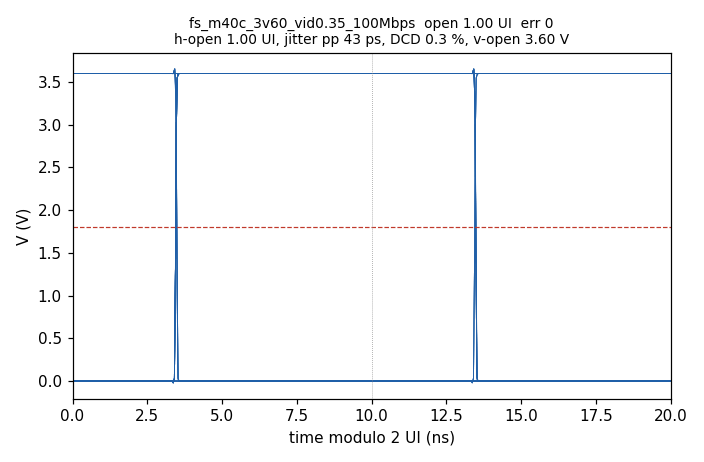 fs_m40c_3v60_vid0.35_100Mbps  open 1.00 UI  err 0
h-open 1.00 UI, jitter pp 43 ps, DCD 0.3 %, v-open 3.60 V
3.5
3.0
2.5
2.0
1.5
1.0
0.5
0.0
V (V)
0.0 2.5 5.0 7.5 10.0 12.5 15.0 17.5 20.0
time modulo 2 UI (ns)